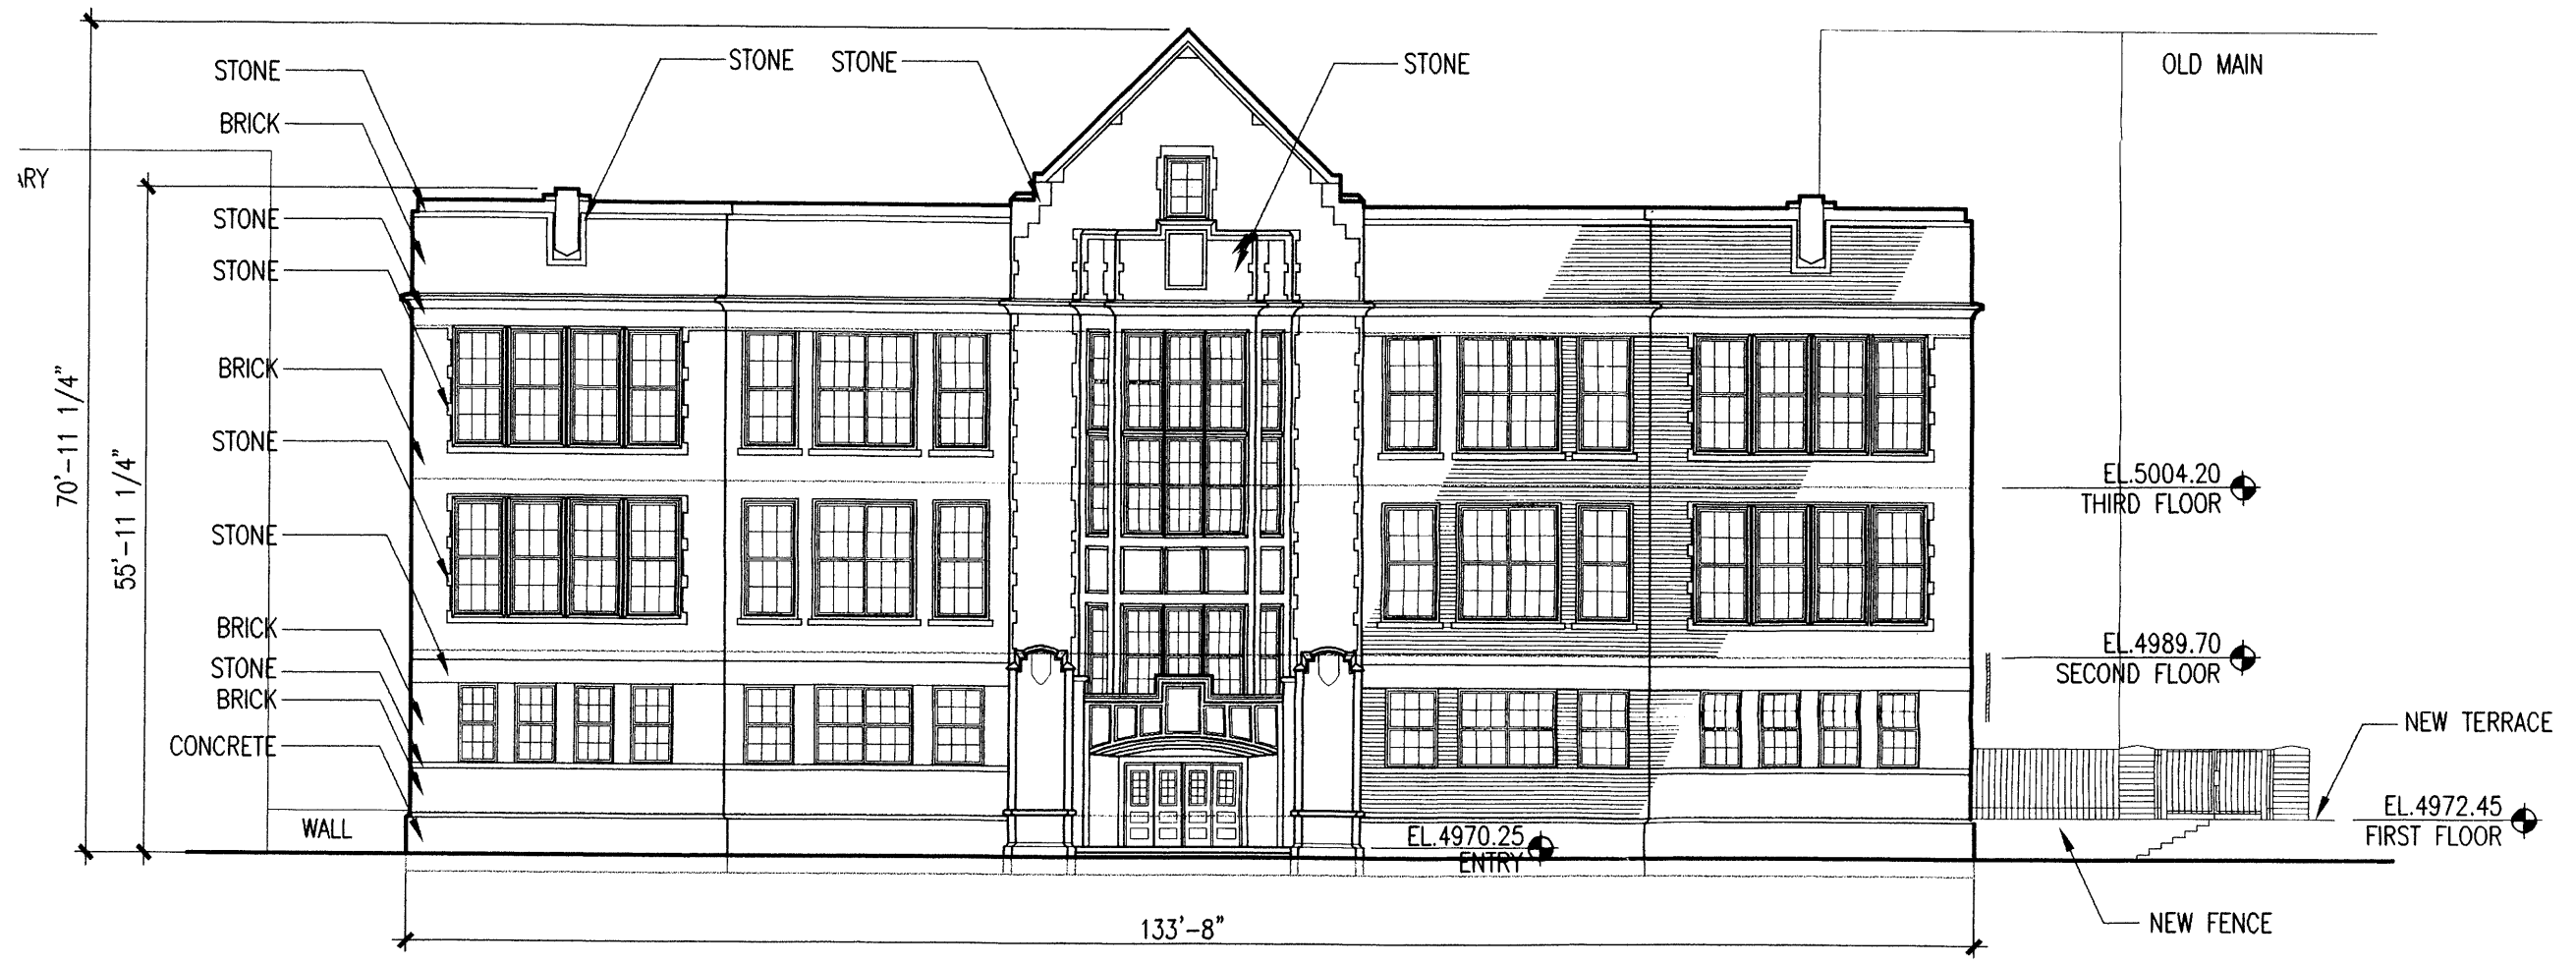 STONE
STONE
STONE
STONE
OLD MAIN
BRICK
STONE
STONE
BRICK
STONE
STONE
BRICK
STONE
BRICK
CONCRETE
WALL
70'-11 1/4"
55'-11 1/4"
EL.5004.20
THIRD FLOOR
EL.4989.70
SECOND FLOOR
NEW TERRACE
EL.4972.45
FIRST FLOOR
EL.4970.25
ENTRY
NEW FENCE
133'-8"